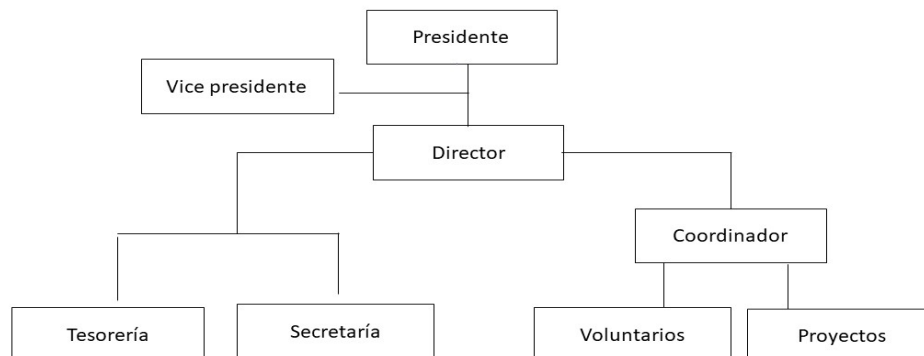 Presidente
Vice presidente
Director
Coordinador
Tesorería
Secretaría
Voluntarios
Proyectos